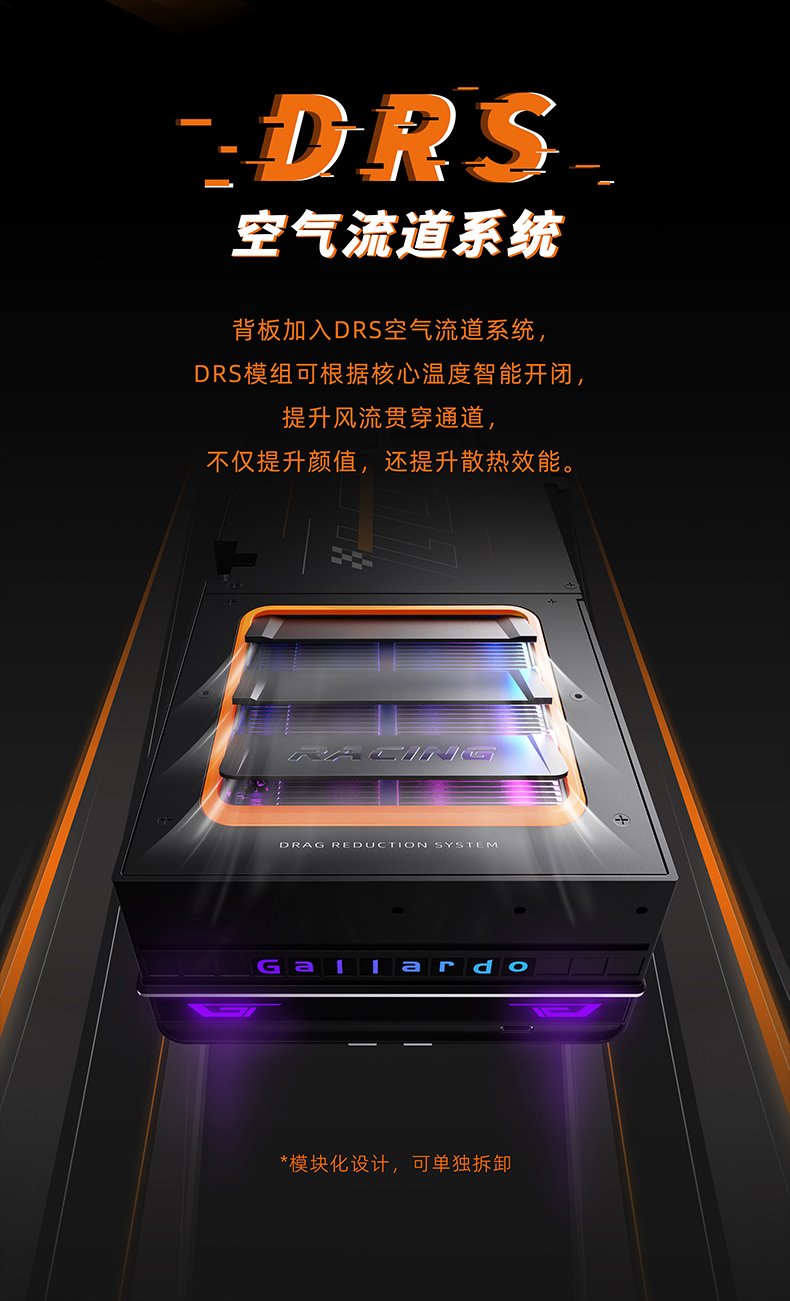 DRS
空气流道系统
背板加入DRS空气流道系统，
DRS模组可根据核心温度智能开闭，
提升风流贯穿通道，
不仅提升颜值，还提升散热效能。
RACING
DRAG REDUCTION SYSTEM
Gallardo
*模块化设计，可单独拆卸